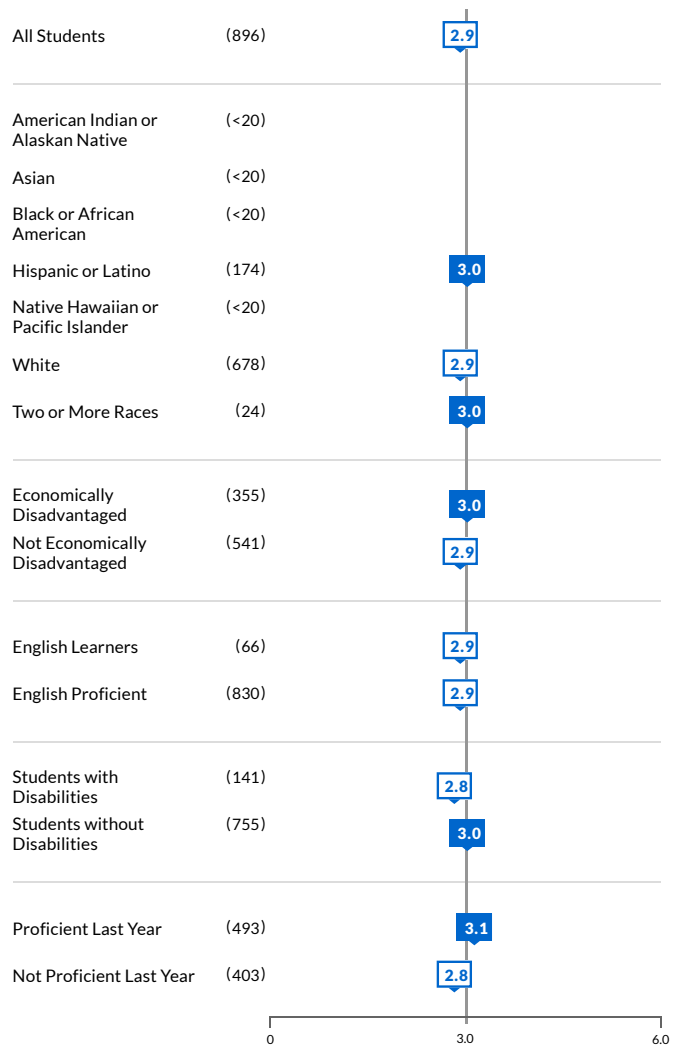 All Students (896) 2.9
American Indian or (<20)
Alaskan Native
Asian (<20)
Black or African (<20)
American
Hispanic or Latino (174) 3.0
Native Hawaiian or (<20)
Pacific Islander
White (678) 2.9
Two or More Races (24) 3.0
Economically (355) 3.0
Disadvantaged
Not Economically (541) 2.9
Disadvantaged
English Learners (66) 2.9
English Proficient (830) 2.9
Students with (141) 2.8
Disabilities
Students without (755) 3.0
Disabilities
Proficient Last Year (493) 3.1
Not Proficient Last Year (403) 2.8
0 3.0 6.0